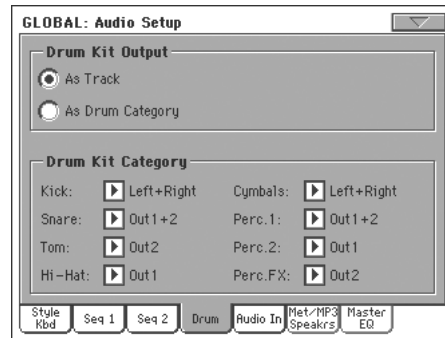 GLOBAL: Audio Setup
Drum Kit Output
As Track
As Drum Category
Drum Kit Category
Kick: Left+Right Cymbals: Left+Right
Snare: Out1+2 Perc.1: Out1+2
Tom: Out2 Perc.2: Out1
Hi-Hat: Out1 Perc.FX: Out2
Style Kbd Seq 1 Seq 2 Drum Audio In Met/MP3 Speakrs Master EQ